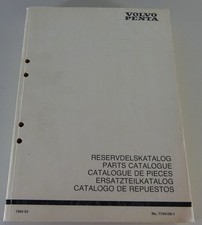 VOLVO
PENTA
RESERVDELSKATALOG
PARTS CATALOGUE
CATALOGUE DE PIECES
ERSATZTEILKATALOG
CATALOGO DE REPUESTOS